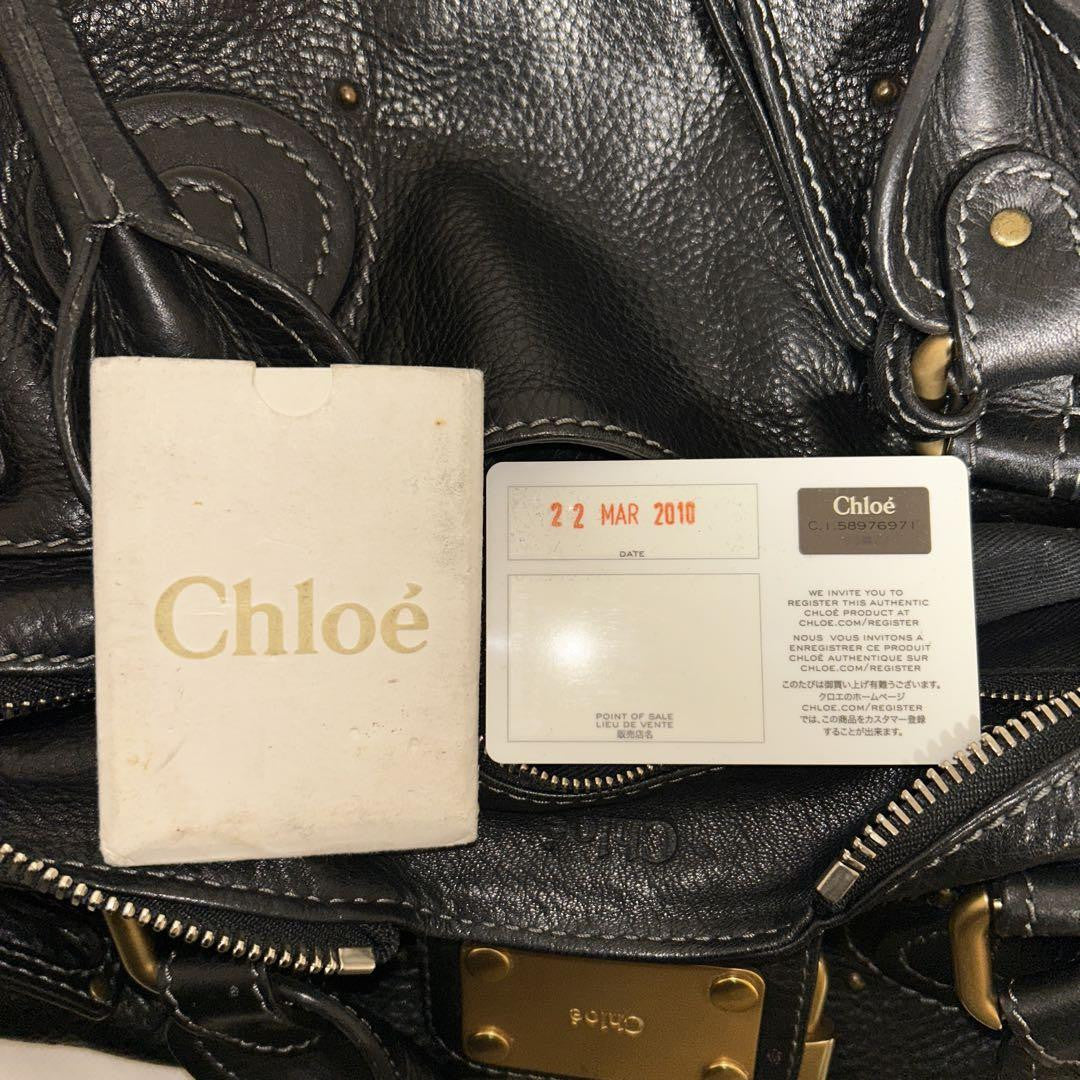 Chloé
22 MAR 2010
DATE
POINT OF SALE
LIEU DE VENTE
販売店名
Chloé
C.I.58976971
WE INVITE YOU TO
REGISTER THIS AUTHENTIC
CHLOÉ PRODUCT AT
CHLOE.COM/REGISTER
NOUS VOUS INVITONS A
ENREGISTRER CE PRODUIT
CHLOÉ AUTHENTIQUE SUR
CHLOE.COM/REGISTER
このたびは御買い上げ有難うございます。
クロエのホームページ
CHLOE.COM/REGISTER
では、この商品をカスタマー登録
することが出来ます。
Chloé
Chloé